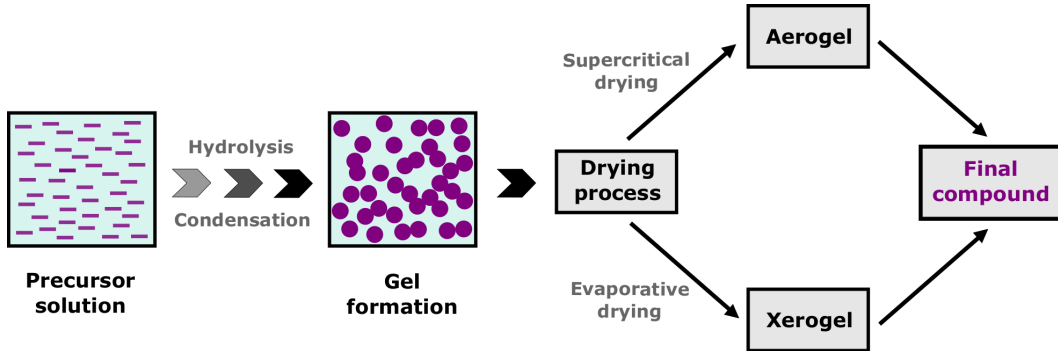 Precursor
solution
Hydrolysis
Condensation
Gel
formation
Drying
process
Supercritical
drying
Evaporative
drying
Aerogel
Xerogel
Final
compound